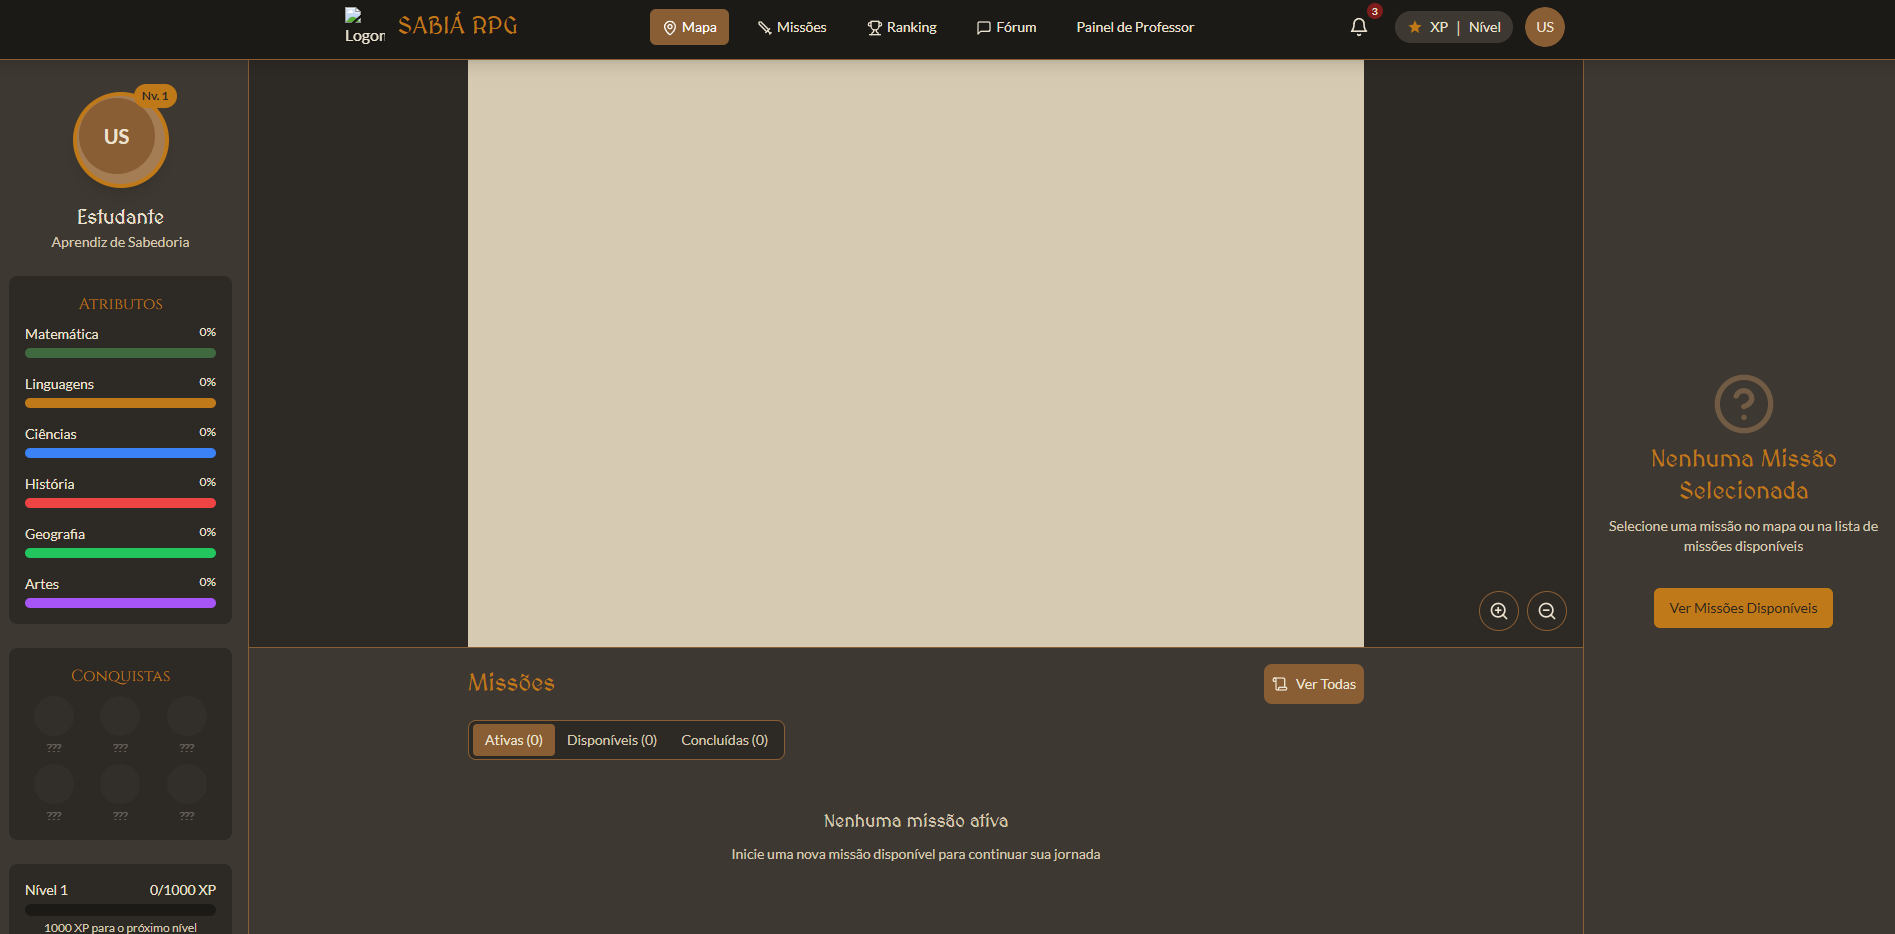 Logon
SABIÁ RPG
Mapa
Missões
Ranking
Fórum
Painel de Professor
3
XP | Nível
US
Nv. 1
US
Estudante
Aprendiz de Sabedoria
Atributos
Matemática 0%
Linguagens 0%
Ciências 0%
História 0%
Geografia 0%
Artes 0%
Conquistas
??? ??? ???
??? ??? ???
Nível 1 0/1000 XP
1000 XP para o próximo nível
Missões
Ver Todas
Ativas (0) Disponíveis (0) Concluídas (0)
Nenhuma missão ativa
Inicie uma nova missão disponível para continuar sua jornada
Nenhuma Missão
Selecionada
Selecione uma missão no mapa ou na lista de
missões disponíveis
Ver Missões Disponíveis